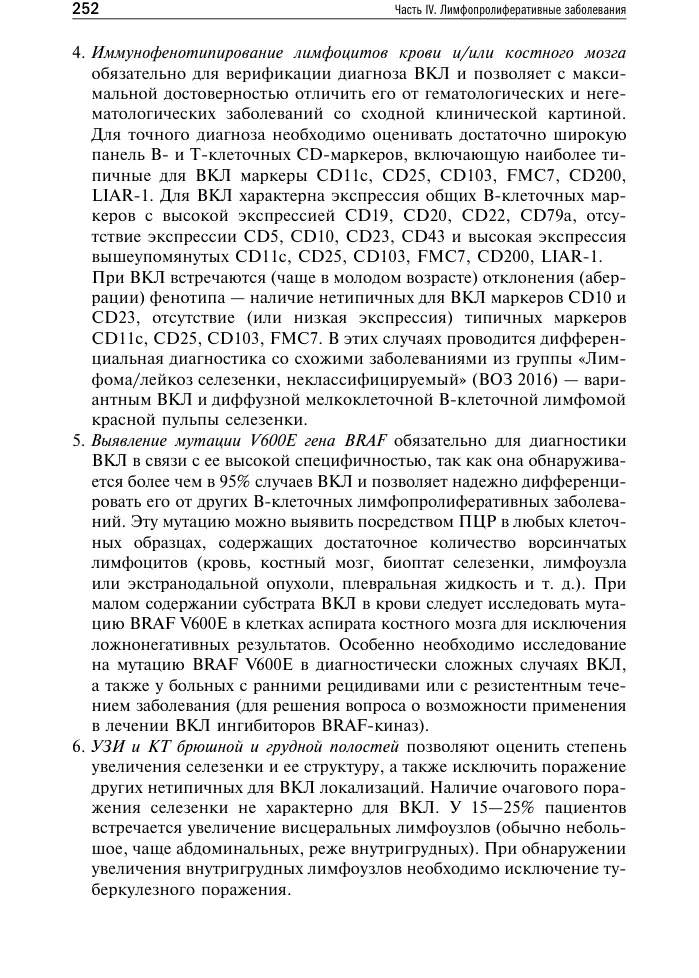 252
Часть IV. Лимфопролиферативные заболевания
4. Иммунофенотипирование лимфоцитов крови и/или костного мозга
обязательно для верификации диагноза ВКЛ и позволяет с макси-
мальной достоверностью отличить его от гематологических и неге-
матологических заболеваний со сходной клинической картиной.
Для точного диагноза необходимо оценивать достаточно широкую
панель В- и Т-клеточных CD-маркеров, включающую наиболее ти-
пичные для ВКЛ маркеры CD11c, CD25, CD103, FMC7, CD200,
LIAR-1. Для ВКЛ характерна экспрессия общих В-клеточных мар-
керов с высокой экспрессией CD19, CD20, CD22, CD79a, отсу-
тствие экспрессии CD5, CD10, CD23, CD43 и высокая экспрессия
вышеупомянутых CD11c, CD25, CD103, FMC7, CD200, LIAR-1.
При ВКЛ встречаются (чаще в молодом возрасте) отклонения (абер-
рации) фенотипа — наличие нетипичных для ВКЛ маркеров CD10 и
CD23, отсутствие (или низкая экспрессия) типичных маркеров
CD11c, CD25, CD103, FMC7. В этих случаях проводится дифферен-
циальная диагностика со схожими заболеваниями из группы «Лим-
фома/лейкоз селезенки, неклассифицируемый» (ВОЗ 2016) — вари-
антным ВКЛ и диффузной мелкоклеточной В-клеточной лимфомой
красной пульпы селезенки.
5. Выявление мутации V600E гена BRAF обязательно для диагностики
ВКЛ в связи с ее высокой специфичностью, так как она обнаружива-
ется более чем в 95% случаев ВКЛ и позволяет надежно дифференци-
ровать его от других В-клеточных лимфопролиферативных заболева-
ний. Эту мутацию можно выявить посредством ПЦР в любых клеточ-
ных образцах, содержащих достаточное количество ворсинчатых
лимфоцитов (кровь, костный мозг, биоптат селезенки, лимфоузла
или экстранодальной опухоли, плевральная жидкость и т. д.). При
малом содержании субстрата ВКЛ в крови следует исследовать мута-
цию BRAF V600E в клетках аспирата костного мозга для исключения
ложнонегативных результатов. Особенно необходимо исследование
на мутацию BRAF V600E в диагностически сложных случаях ВКЛ,
а также у больных с ранними рецидивами или с резистентным тече-
нием заболевания (для решения вопроса о возможности применения
в лечении ВКЛ ингибиторов BRAF-киназ).
6. УЗИ и КТ брюшной и грудной полостей позволяют оценить степень
увеличения селезенки и ее структуру, а также исключить поражение
других нетипичных для ВКЛ локализаций. Наличие очагового пора-
жения селезенки не характерно для ВКЛ. У 15—25% пациентов
встречается увеличение висцеральных лимфоузлов (обычно неболь-
шое, чаще абдоминальных, реже внутригрудных). При обнаружении
увеличения внутригрудных лимфоузлов необходимо исключение ту-
беркулезного поражения.